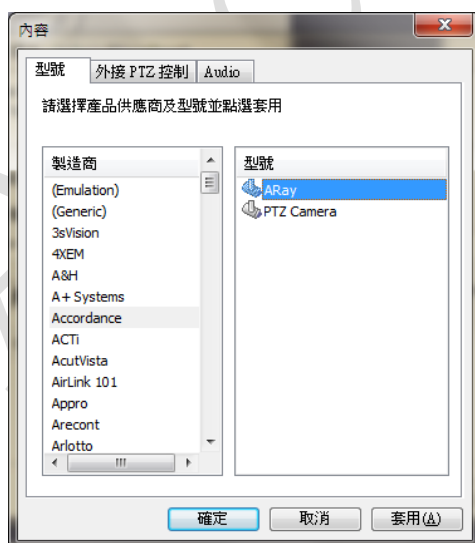 內容
型號 外接 PTZ 控制 Audio
請選擇產品供應商及型號並點選套用
製造商
(Emulation)
(Generic)
3sVision
4XEM
A&H
A+ Systems
Accordance
ACTi
AcutVista
AirLink 101
Appro
Arecont
Arlotto
型號
ARay
PTZ Camera
確定 取消 套用(A)